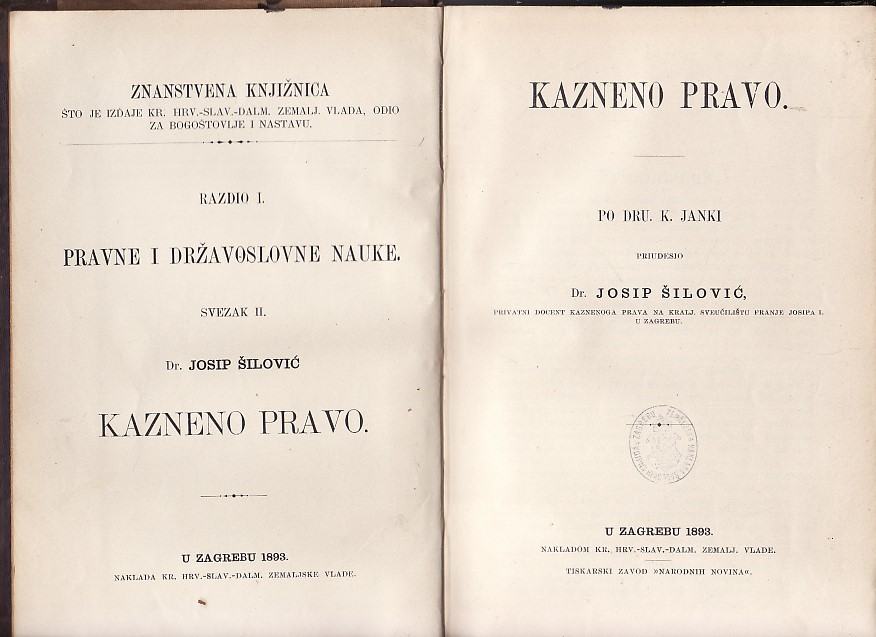 ZNANSTVENA KNJIŽNICA
ŠTO JE IZDAJE KR. HRV.-SLAV.-DALM. ZEMALJ. VLADA, ODIO
ZA BOGOŠTOVLJE I NASTAVU.
RAZDIO I.
PRAVNE I DRŽAVOSLOVNE NAUKE.
SVEZAK II.
Dr. JOSIP ŠILOVIĆ
KAZNENO PRAVO.
U ZAGREBU 1893.
NAKLADA KR. HRV.-SLAV.-DALM. ZEMALJSKE VLADE.
KAZNENO PRAVO.
PO DRU. K. JANKI
PRIUDESIO
Dr. JOSIP ŠILOVIĆ,
PRIVATNI DOCENT KAZNENOGA PRAVA NA KRALJ. SVEUČILIŠTU FRANJE JOSIPA I.
U ZAGREBU.
U ZAGREBU 1893.
NAKLADOM KR. HRV.-SLAV.-DALM. ZEMALJ. VLADE.
TISKARSKI ZAVOD »NARODNIH NOVINA«.